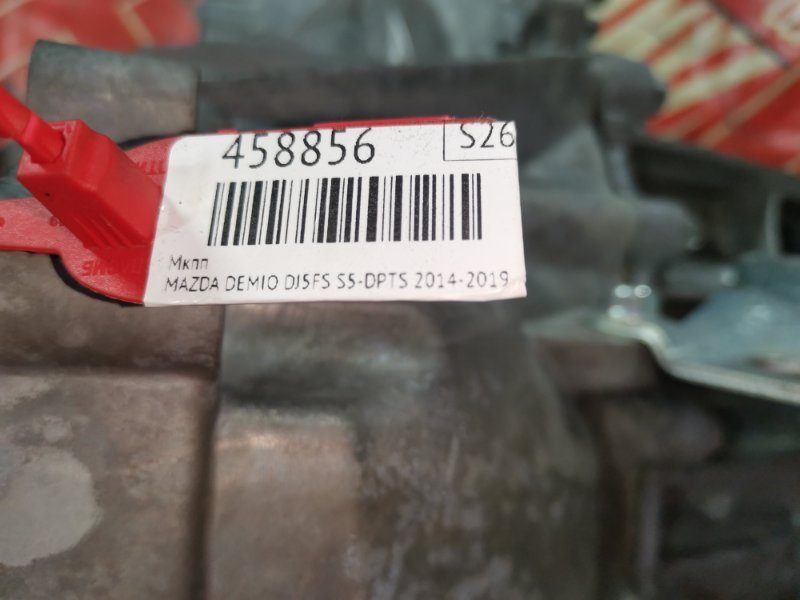 458856
S26
Мкпп
MAZDA DEMIO DJ5FS S5-DPTS 2014-2019